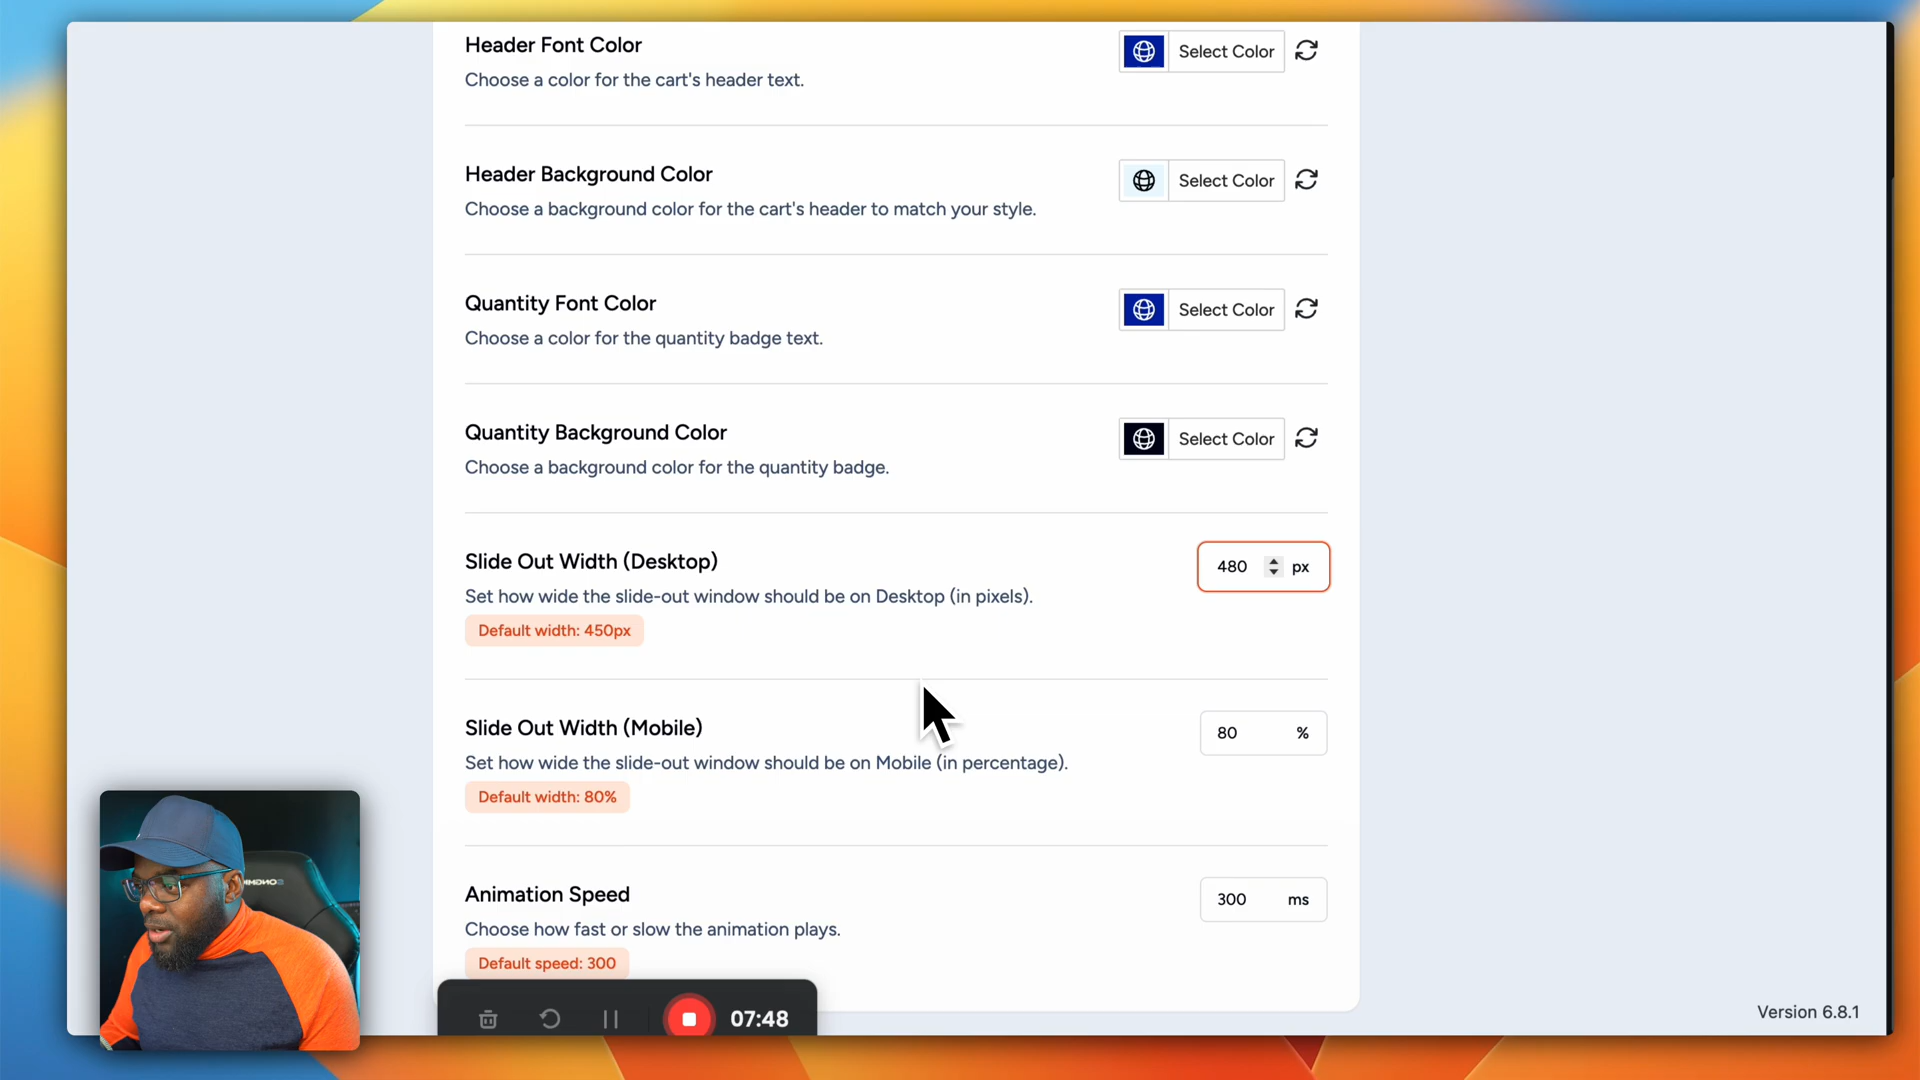 Header Font Color
Select Color
Choose a color for the cart's header text.
Header Background Color
Select Color
Choose a background color for the cart's header to match your style.
Quantity Font Color
Select Color
Choose a color for the quantity badge text.
Quantity Background Color
Select Color
Choose a background color for the quantity badge.
Slide Out Width (Desktop)
480 px
Set how wide the slide-out window should be on Desktop (in pixels).
Default width: 450px
Slide Out Width (Mobile)
80 %
Set how wide the slide-out window should be on Mobile (in percentage).
Default width: 80%
Animation Speed
300 ms
Choose how fast or slow the animation plays.
Default speed: 300
07:48
Version 6.8.1